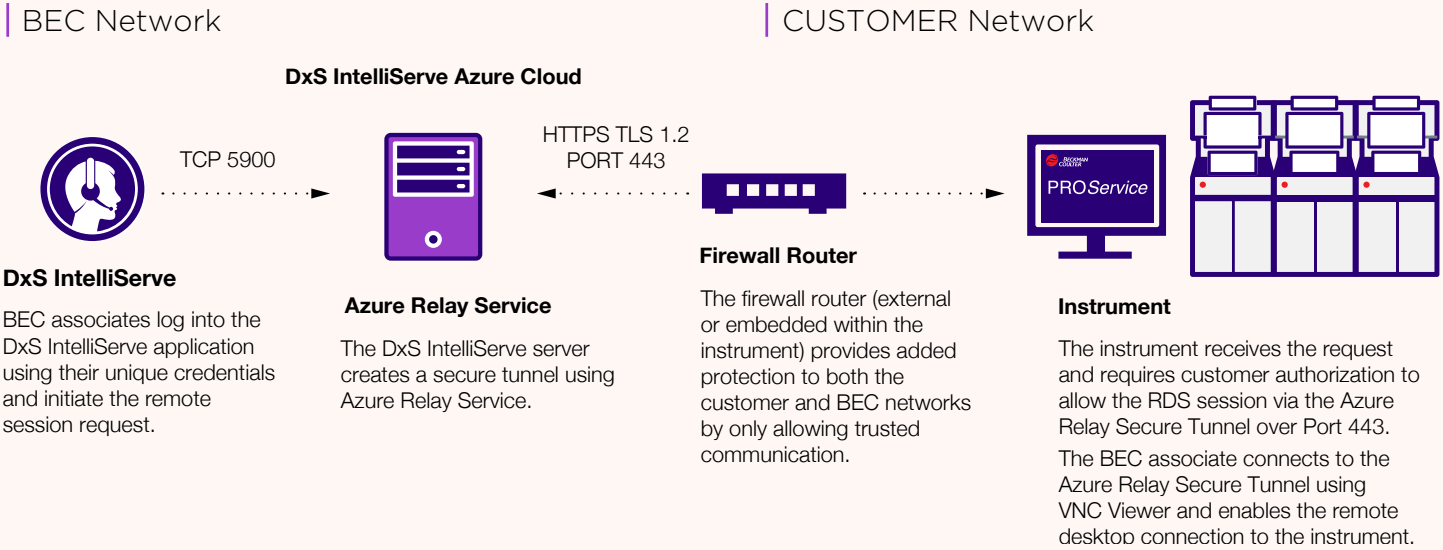 BEC Network
CUSTOMER Network
DxS IntelliServe Azure Cloud
TCP 5900
HTTPS TLS 1.2
PORT 443
BECKMAN
COULTER
PROService
DxS IntelliServe
BEC associates log into the
DxS IntelliServe application
using their unique credentials
and initiate the remote
session request.
Azure Relay Service
The DxS IntelliServe server
creates a secure tunnel using
Azure Relay Service.
Firewall Router
The firewall router (external
or embedded within the
instrument) provides added
protection to both the
customer and BEC networks
by only allowing trusted
communication.
Instrument
The instrument receives the request
and requires customer authorization to
allow the RDS session via the Azure
Relay Secure Tunnel over Port 443.
The BEC associate connects to the
Azure Relay Secure Tunnel using
VNC Viewer and enables the remote
desktop connection to the instrument.